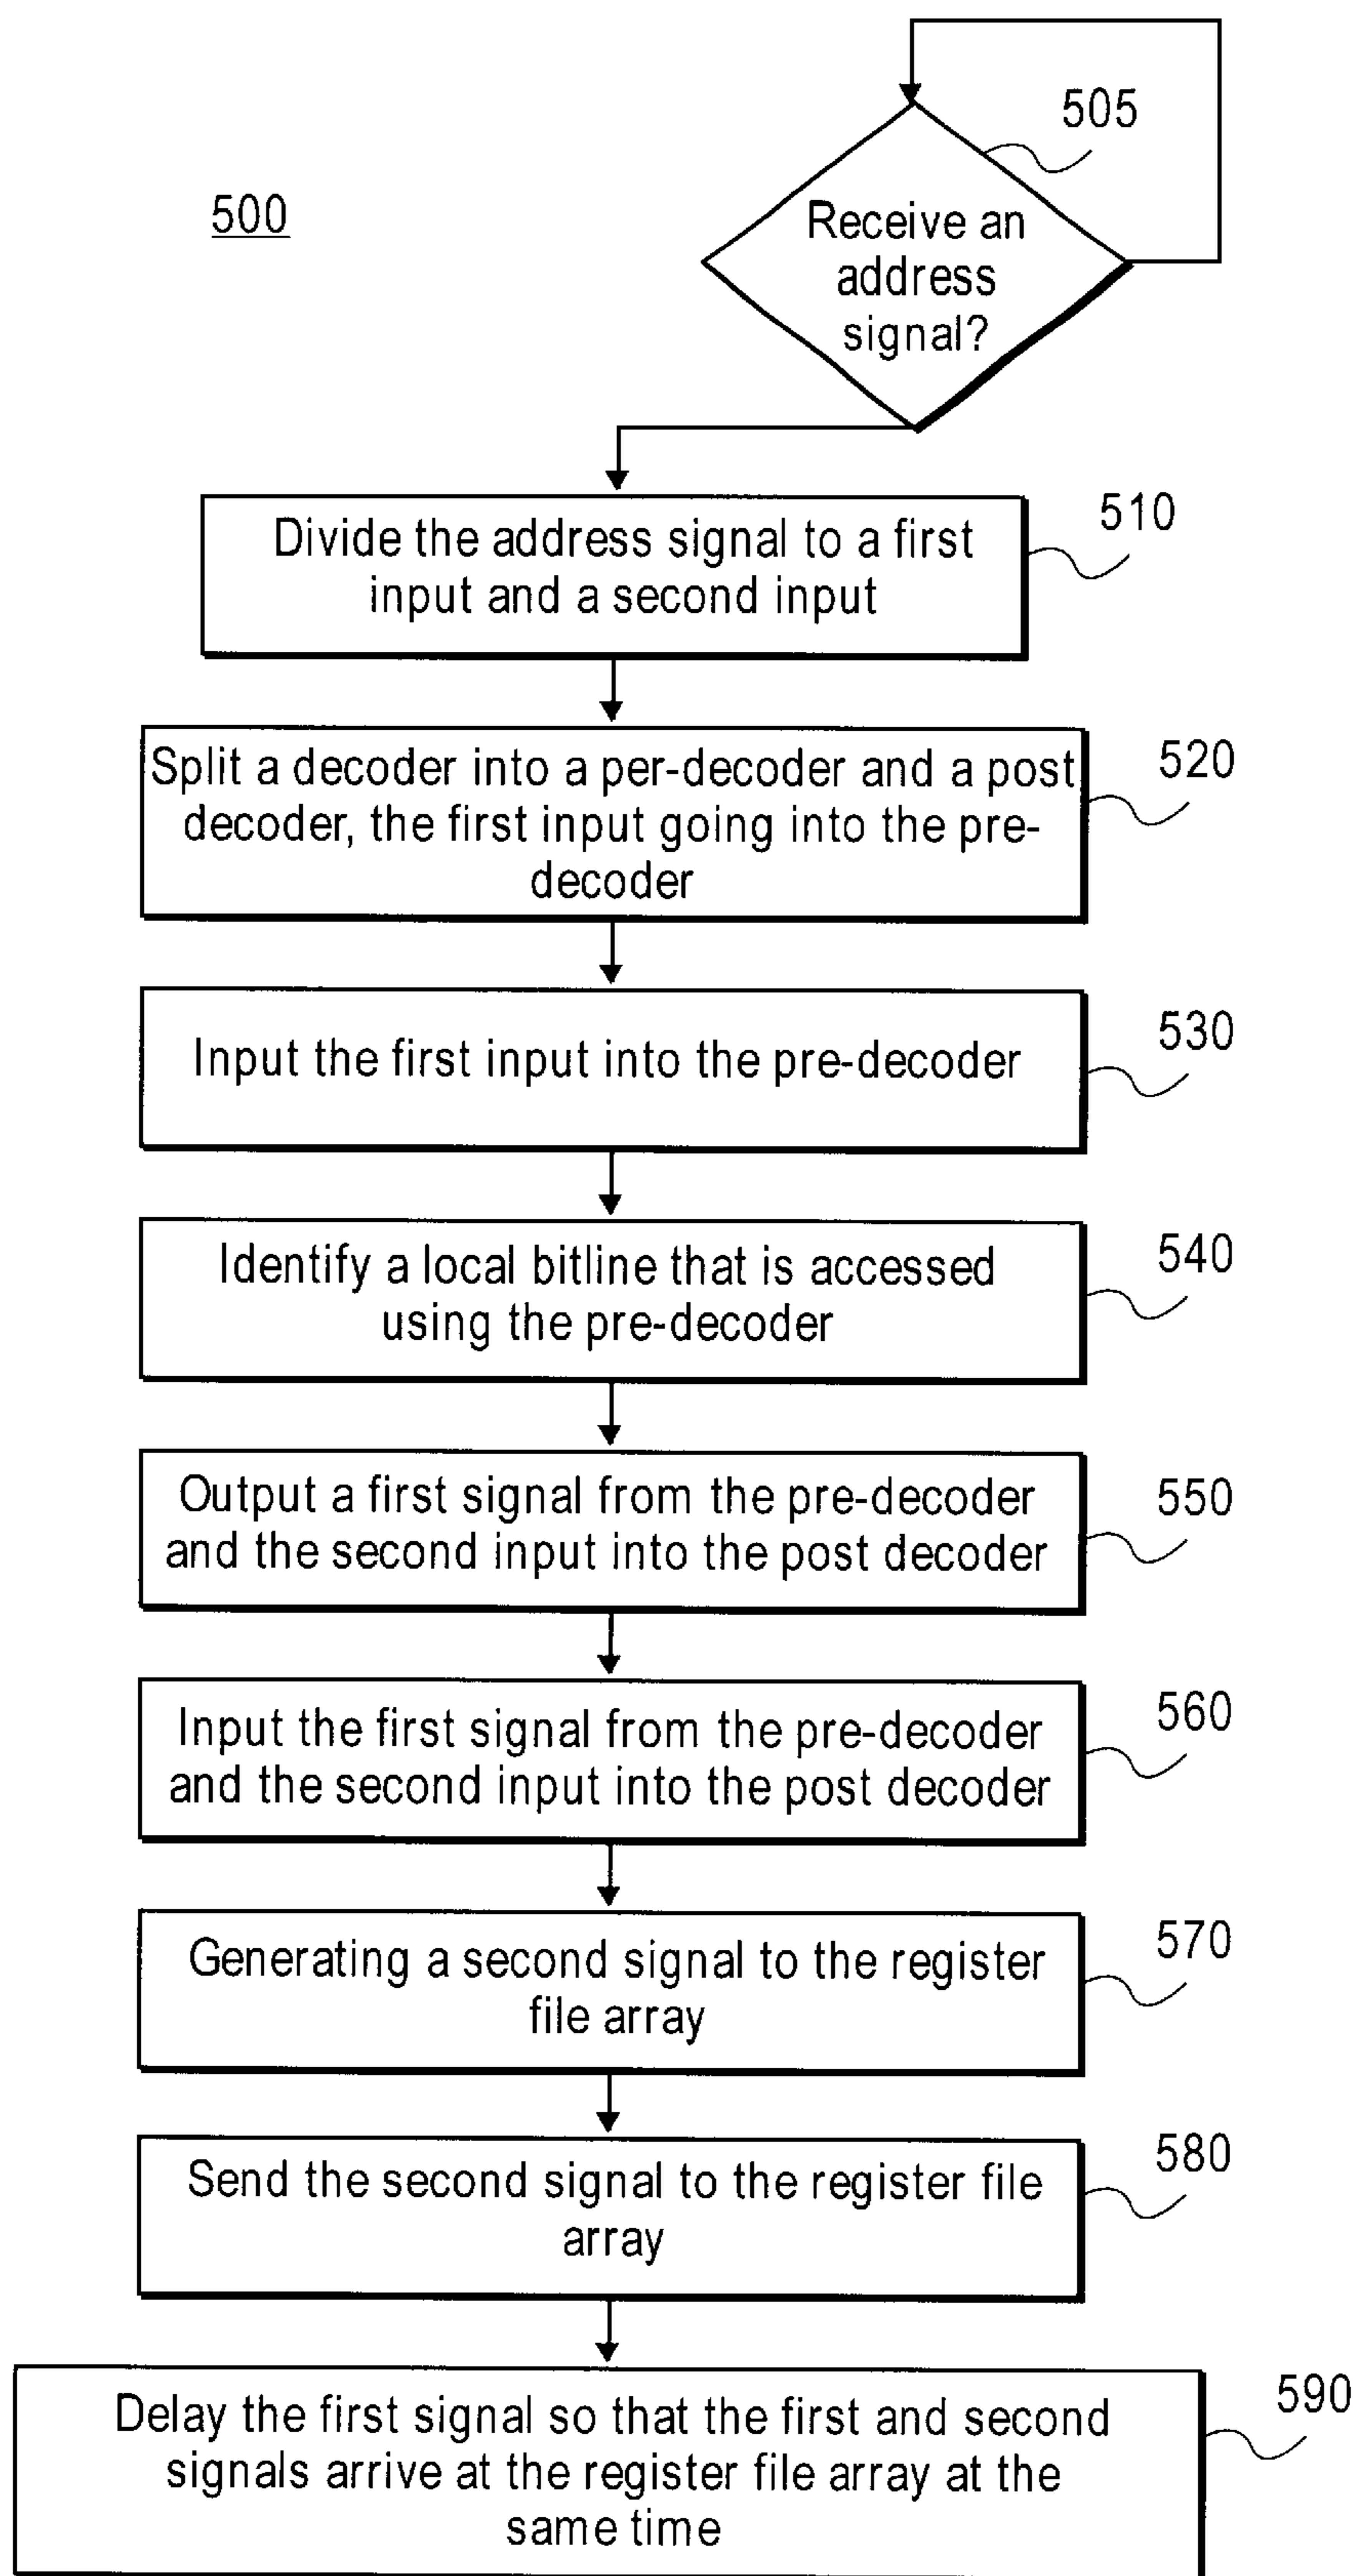 500
505
Receive an
address
signal?
510
Divide the address signal to a first
input and a second input
520
Split a decoder into a per-decoder and a post
decoder, the first input going into the pre-
decoder
530
Input the first input into the pre-decoder
540
Identify a local bitline that is accessed
using the pre-decoder
550
Output a first signal from the pre-decoder
and the second input into the post decoder
560
Input the first signal from the pre-decoder
and the second input into the post decoder
570
Generating a second signal to the register
file array
580
Send the second signal to the register file
array
590
Delay the first signal so that the first and second
signals arrive at the register file array at the
same time